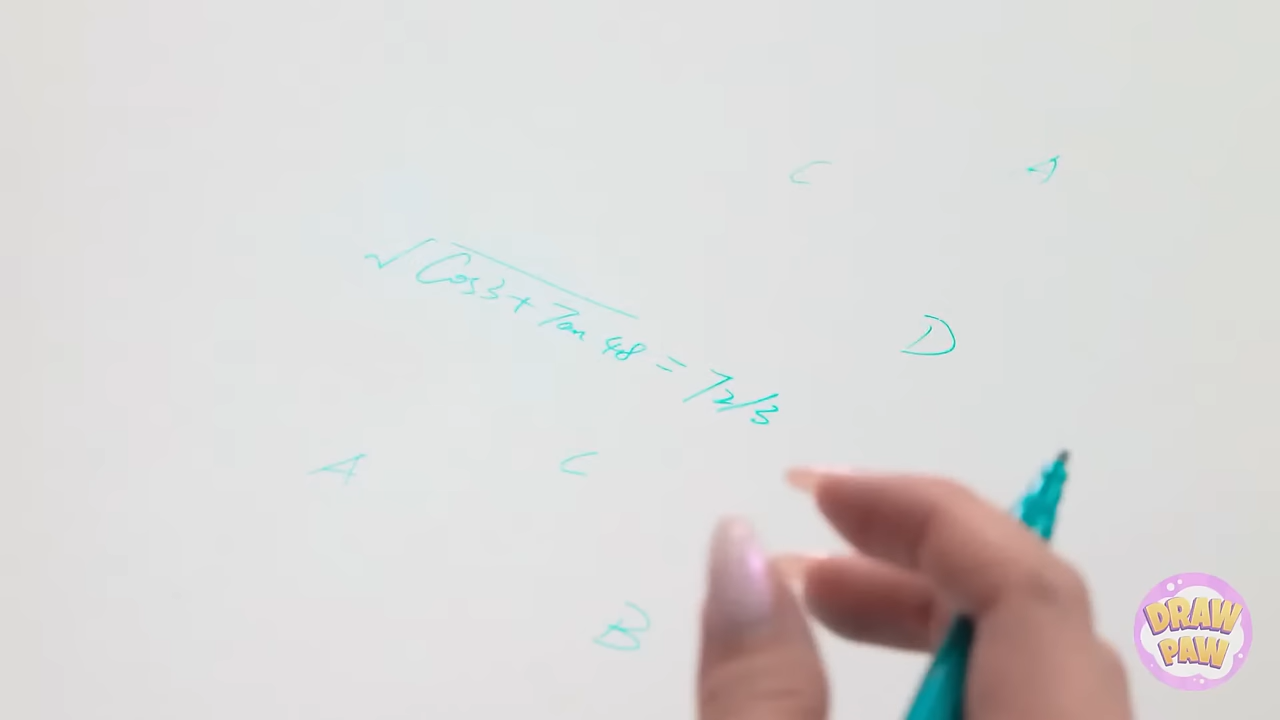 C A
√Cos3 + Tan 48 = 72/3
D
A C
B
DRAW
PAW